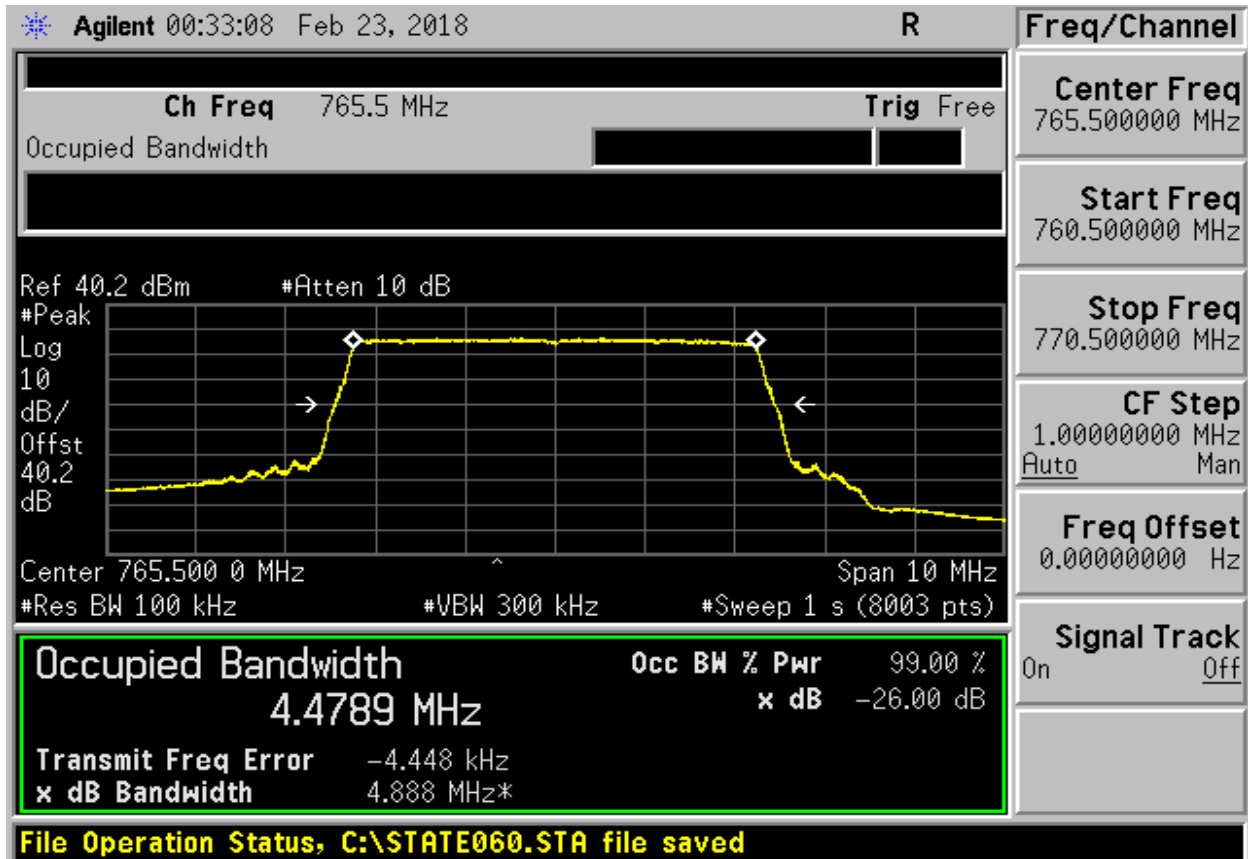 Agilent 00:33:08 Feb 23, 2018 R
Freq/Channel
Ch Freq 765.5 MHz Trig Free
Occupied Bandwidth
Center Freq
765.500000 MHz
Start Freq
760.500000 MHz
Stop Freq
770.500000 MHz
CF Step
1.00000000 MHz
Auto Man
Freq Offset
0.00000000 Hz
Signal Track
On Off
Ref 40.2 dBm #Atten 10 dB
#Peak
Log
10
dB/
Offst
40.2
dB
Center 765.500 0 MHz ^ Span 10 MHz
#Res BW 100 kHz #VBW 300 kHz #Sweep 1 s (8003 pts)
Occupied Bandwidth Occ BW % Pwr 99.00 %
4.4789 MHz x dB -26.00 dB
Transmit Freq Error -4.448 kHz
x dB Bandwidth 4.888 MHz*
File Operation Status, C:\STATE060.STA file saved